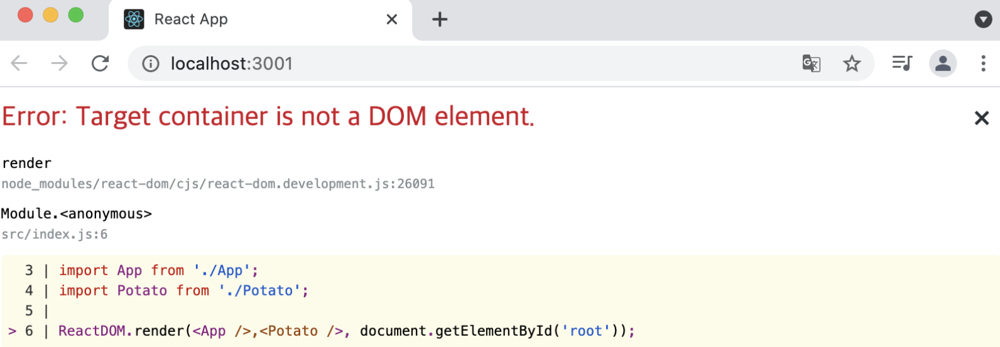 React App
localhost:3001
Error: Target container is not a DOM element.
render
node_modules/react-dom/cjs/react-dom.development.js:26091
Module.<anonymous>
src/index.js:6
3 | import App from './App';
4 | import Potato from './Potato';
5 |
> 6 | ReactDOM.render(<App />,<Potato />, document.getElementById('root'));